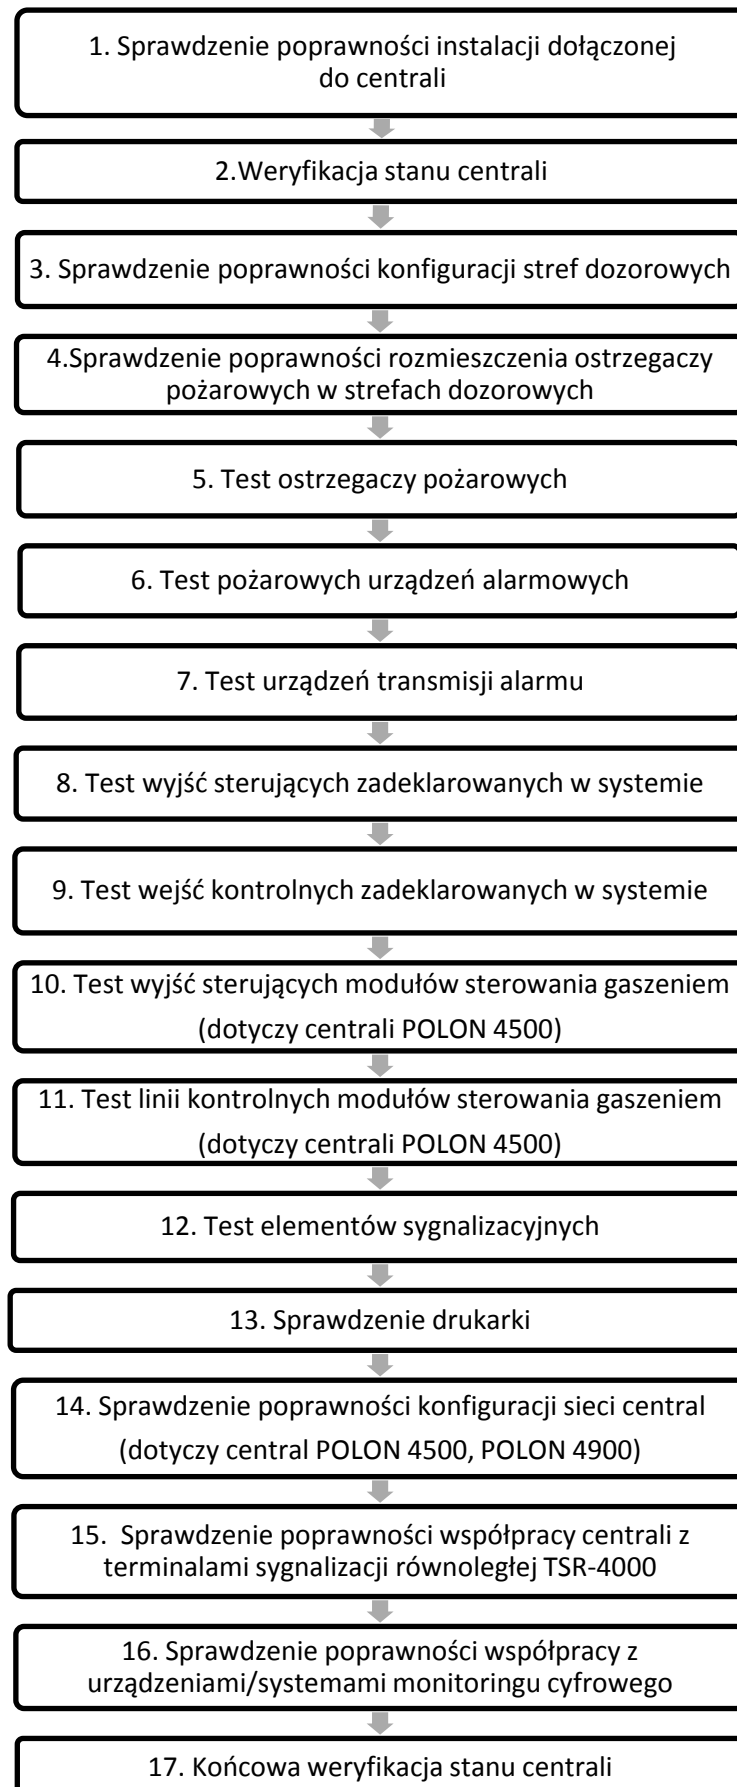 1. Sprawdzenie poprawności instalacji dołączonej
do centrali
2.Weryfikacja stanu centrali
3. Sprawdzenie poprawności konfiguracji stref dozorowych
4.Sprawdzenie poprawności rozmieszczenia ostrzegaczy
pożarowych w strefach dozorowych
5. Test ostrzegaczy pożarowych
6. Test pożarowych urządzeń alarmowych
7. Test urządzeń transmisji alarmu
8. Test wyjść sterujących zadeklarowanych w systemie
9. Test wejść kontrolnych zadeklarowanych w systemie
10. Test wyjść sterujących modułów sterowania gaszeniem
(dotyczy centrali POLON 4500)
11. Test linii kontrolnych modułów sterowania gaszeniem
(dotyczy centrali POLON 4500)
12. Test elementów sygnalizacyjnych
13. Sprawdzenie drukarki
14. Sprawdzenie poprawności konfiguracji sieci central
(dotyczy central POLON 4500, POLON 4900)
15. Sprawdzenie poprawności współpracy centrali z
terminalami sygnalizacji równoległej TSR-4000
16. Sprawdzenie poprawności współpracy z
urządzeniami/systemami monitoringu cyfrowego
17. Końcowa weryfikacja stanu centrali